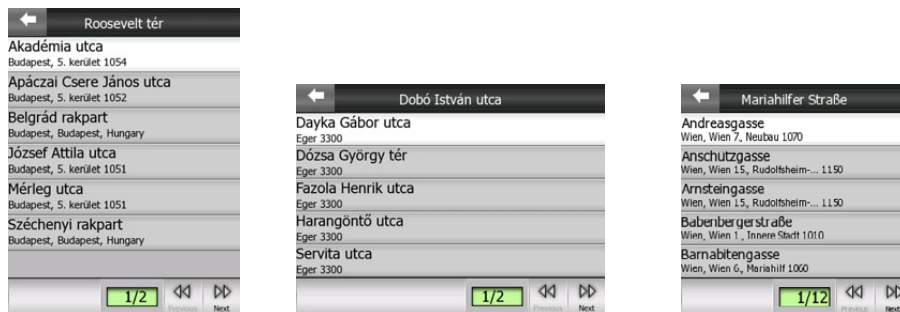 Roosevelt tér
Akadémia utca
Budapest, 5. kerület 1054
Apáczai Csere János utca
Budapest, 5. kerület 1052
Belgrád rakpart
Budapest, Budapest, Hungary
József Attila utca
Budapest, 5. kerület 1051
Mérleg utca
Budapest, 5. kerület 1051
Széchenyi rakpart
Budapest, Budapest, Hungary
1/2
Previous
Next
Dobó István utca
Dayka Gábor utca
Eger 3300
Dózsa György tér
Eger 3300
Fazola Henrik utca
Eger 3300
Harangöntő utca
Eger 3300
Servita utca
Eger 3300
1/2
Previous
Next
Mariahilfer Straße
Andreasgasse
Wien, Wien 7., Neubau 1070
Anschutzgasse
Wien, Wien 15., Rudolfsheim-... 1150
Arnsteingasse
Wien, Wien 15., Rudolfsheim-... 1150
Babenbergerstraße
Wien, Wien 1., Innere Stadt 1010
Barnabitengasse
Wien, Wien 6., Mariahilf 1060
1/12
Previous
Next